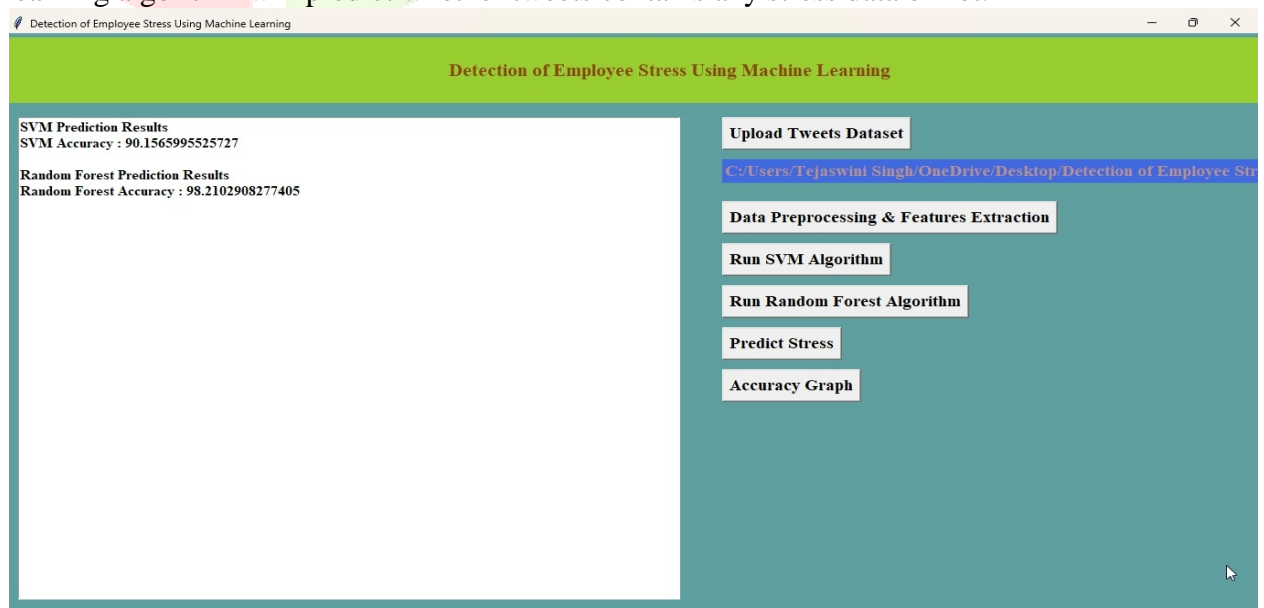 Detection of Employee Stress Using Machine Learning
Detection of Employee Stress Using Machine Learning
SVM Prediction Results
SVM Accuracy : 90.1565995525727
Random Forest Prediction Results
Random Forest Accuracy : 98.2102908277405
Upload Tweets Dataset
C:/Users/Tejaswini Singh/OneDrive/Desktop/Detection of Employee Str
Data Preprocessing & Features Extraction
Run SVM Algorithm
Run Random Forest Algorithm
Predict Stress
Accuracy Graph